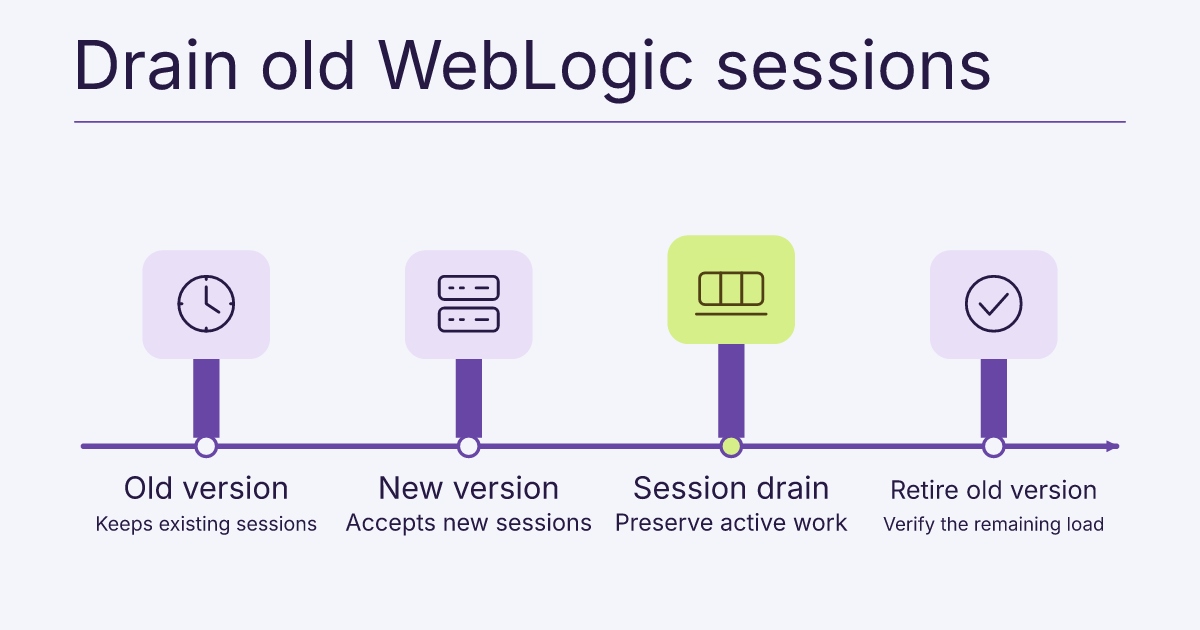 Drain old WebLogic sessions
Old version
Keeps existing sessions
New version
Accepts new sessions
Session drain
Preserve active work
Retire old version
Verify the remaining load